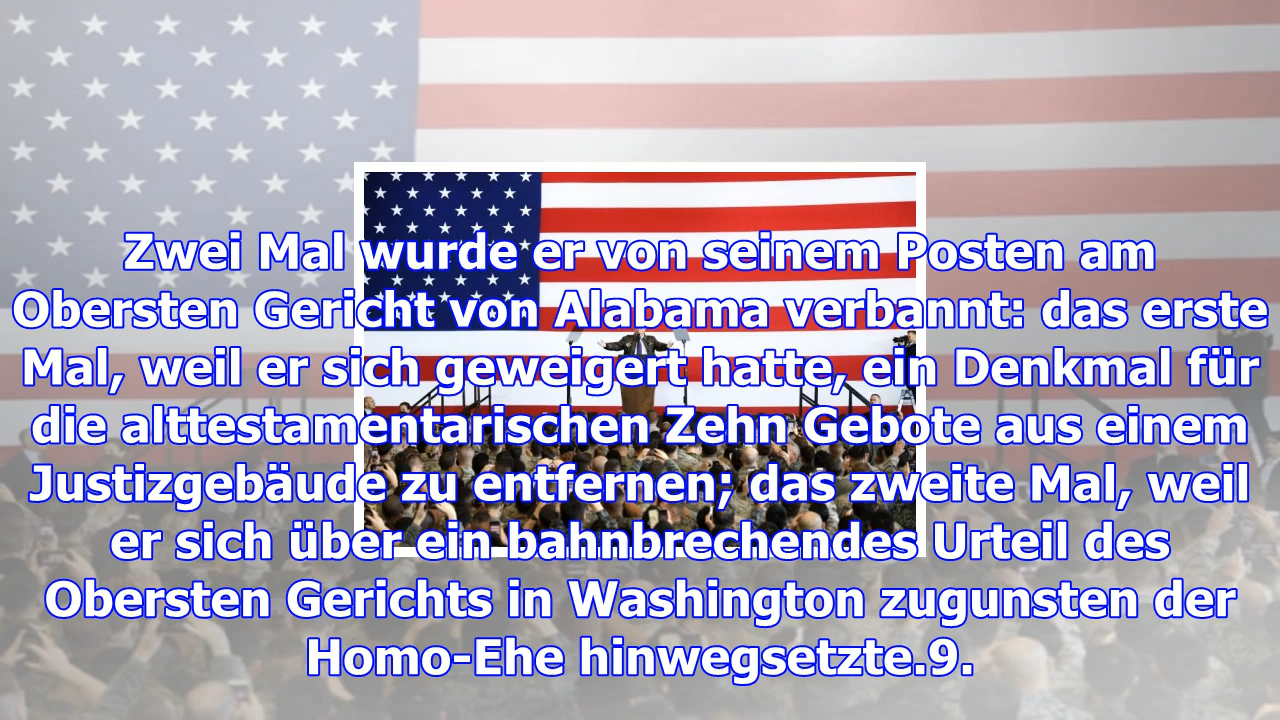 Zwei Mal wurde er von seinem Posten am
Obersten Gericht von Alabama verbannt: das erste
Mal, weil er sich geweigert hatte, ein Denkmal für
die alttestamentarischen Zehn Gebote aus einem
Justizgebäude zu entfernen; das zweite Mal, weil
er sich über ein bahnbrechendes Urteil des
Obersten Gerichts in Washington zugunsten der
Homo-Ehe hinwegsetzte.9.